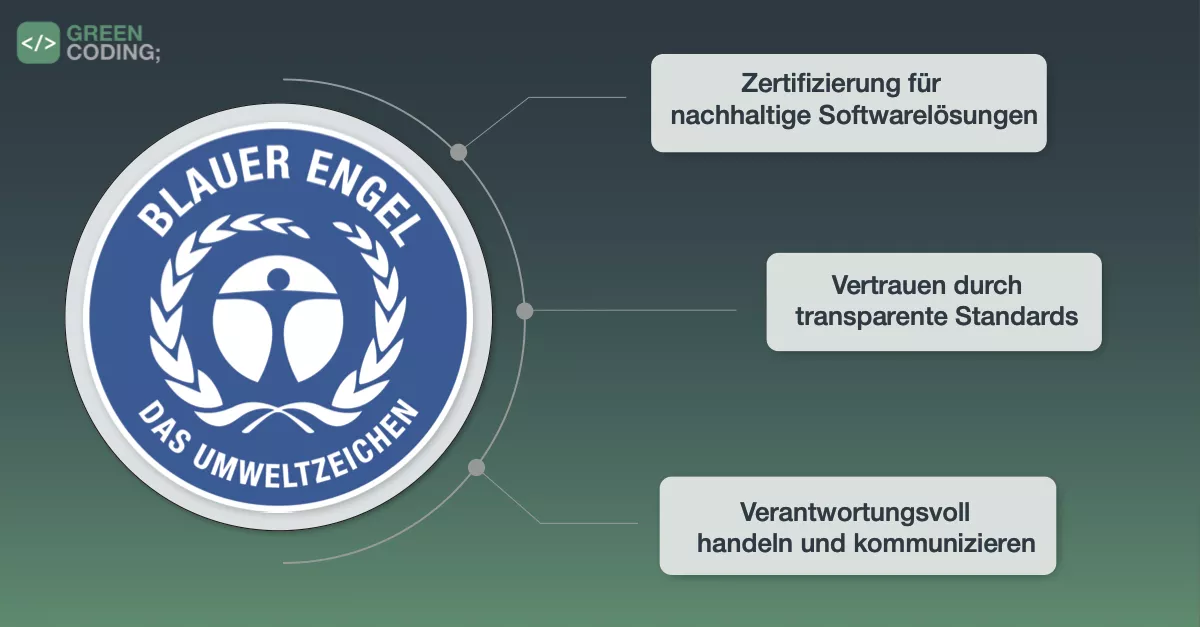 </>
GREEN
CODING;
BLAUER ENGEL
DAS UMWELTZEICHEN
Zertifizierung für
nachhaltige Softwarelösungen
Vertrauen durch
transparente Standards
Verantwortungsvoll
handeln und kommunizieren